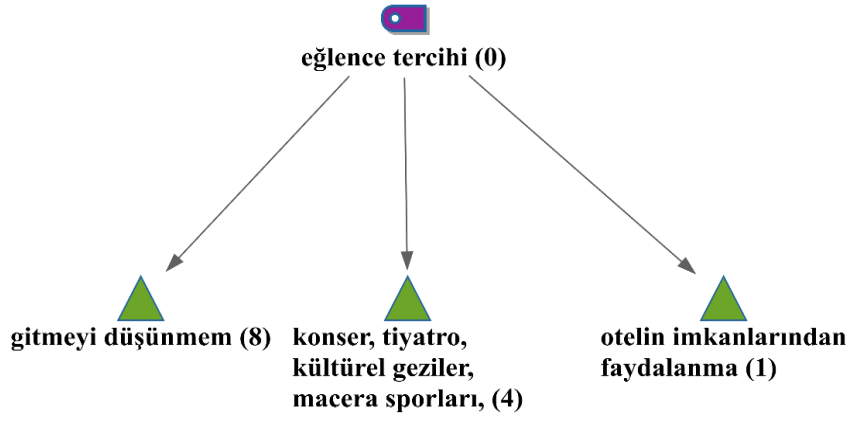 eğlence tercihi (0)
gitmeyi düşünmem (8)
konser, tiyatro,
kültürel geziler,
macera sporları, (4)
otelin imkanlarından
faydalanma (1)